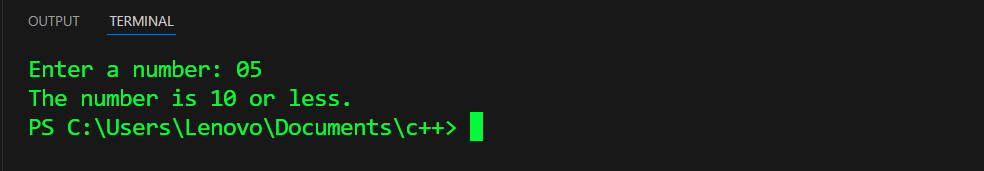 OUTPUT TERMINAL
Enter a number: 05
The number is 10 or less.
PS C:\Users\Lenovo\Documents\c++>